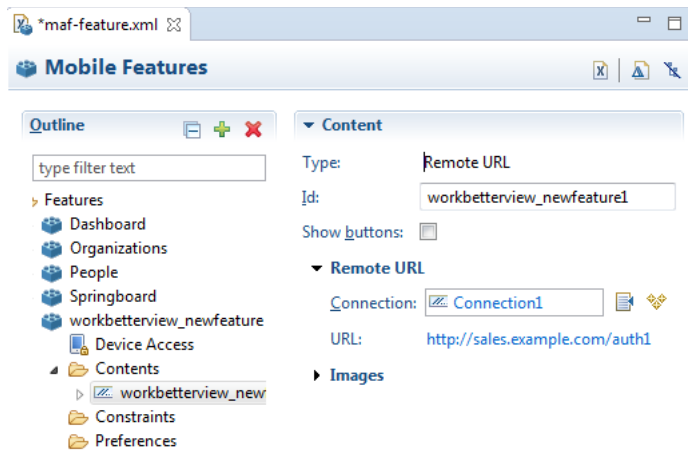 *maf-feature.xml
Mobile Features
Outline
type filter text
Features
Dashboard
Organizations
People
Springboard
workbetterview_newfeature
Device Access
Contents
workbetterview_new
Constraints
Preferences
Content
Type: Remote URL
Id: workbetterview_newfeature1
Show buttons:
Remote URL
Connection: Connection1
URL: http://sales.example.com/auth1
Images